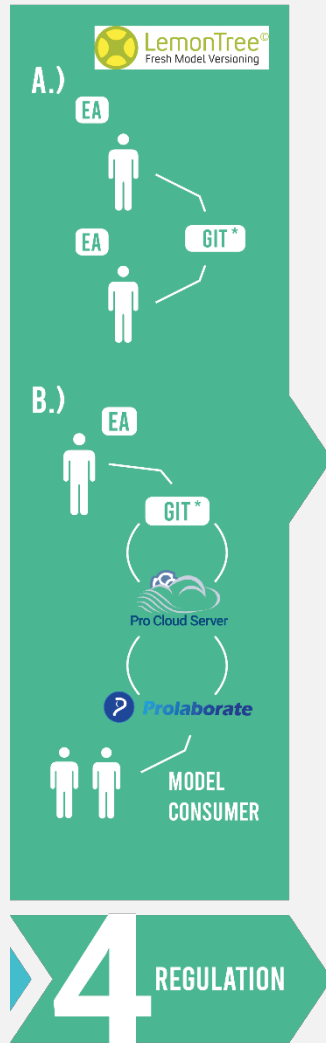 LemonTree©
Fresh Model Versioning
A.)
EA
EA
GIT*
B.)
EA
GIT*
Pro Cloud Server
Prolaborate
MODEL
CONSUMER
4 REGULATION